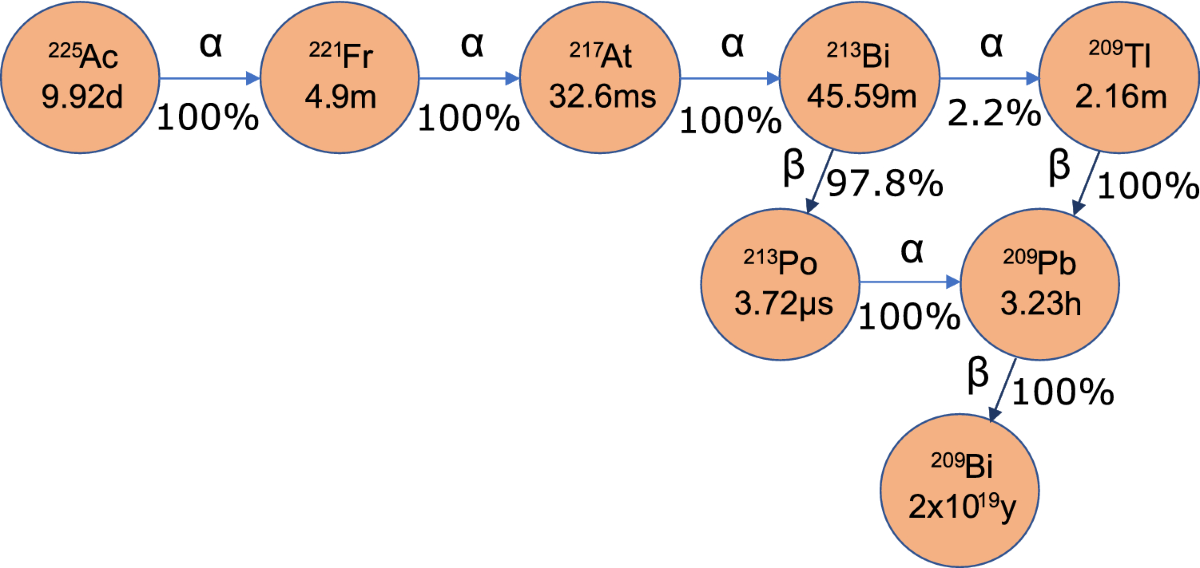 α α α α
²²⁵Ac ²²¹Fr ²¹⁷At ²¹³Bi ²⁰⁹Tl
9.92d 4.9m 32.6ms 45.59m 2.16m
100% 100% 100% 2.2%
β 97.8% β 100%
α
²¹³Po ²⁰⁹Pb
3.72µs 3.23h
100%
β 100%
²⁰⁹Bi
2x10¹⁹y